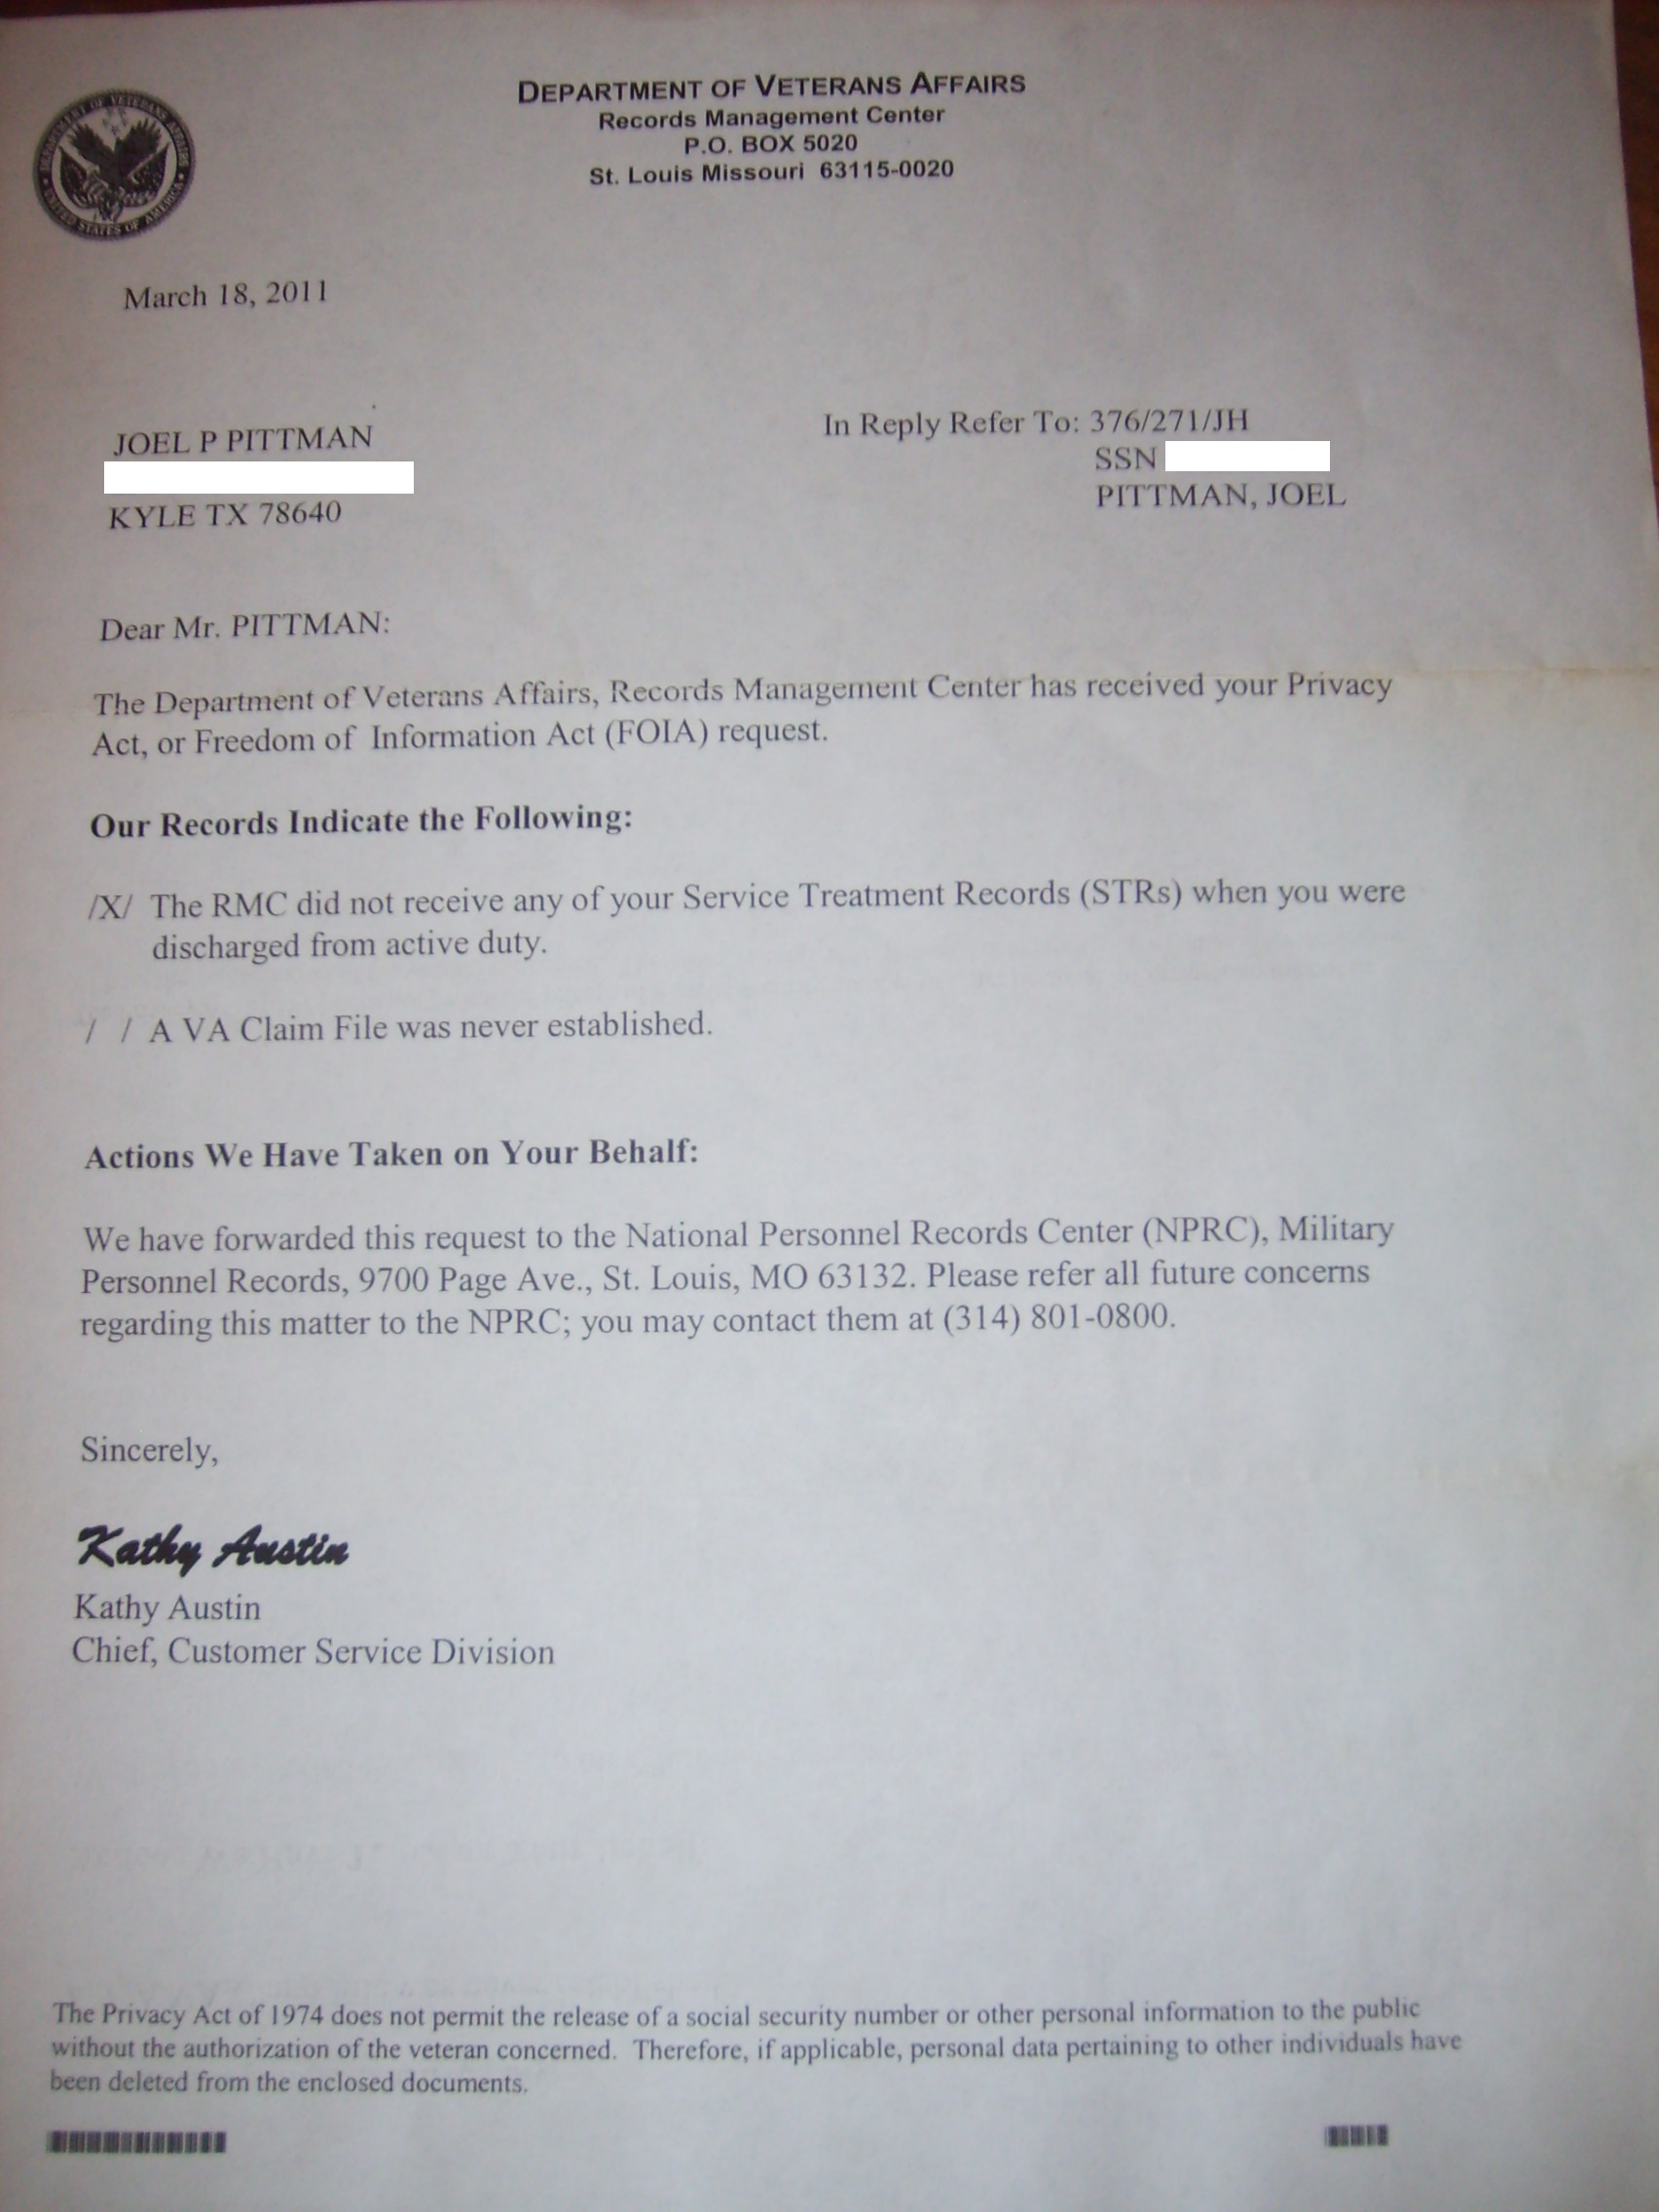 DEPARTMENT OF VETERANS AFFAIRS
Records Management Center
P.O. BOX 5020
St. Louis Missouri 63115-0020
DEPARTMENT OF VETERANS AFFAIRS
UNITED STATES OF AMERICA
March 18, 2011
JOEL P PITTMAN
KYLE TX 78640
In Reply Refer To: 376/271/JH
SSN
PITTMAN, JOEL
Dear Mr. PITTMAN:
The Department of Veterans Affairs, Records Management Center has received your Privacy
Act, or Freedom of Information Act (FOIA) request.
Our Records Indicate the Following:
/X/ The RMC did not receive any of your Service Treatment Records (STRs) when you were
discharged from active duty.
/ / A VA Claim File was never established.
Actions We Have Taken on Your Behalf:
We have forwarded this request to the National Personnel Records Center (NPRC), Military
Personnel Records, 9700 Page Ave., St. Louis, MO 63132. Please refer all future concerns
regarding this matter to the NPRC; you may contact them at (314) 801-0800.
Sincerely,
Kathy Austin
Kathy Austin
Chief, Customer Service Division
The Privacy Act of 1974 does not permit the release of a social security number or other personal information to the public
without the authorization of the veteran concerned. Therefore, if applicable, personal data pertaining to other individuals have
been deleted from the enclosed documents.